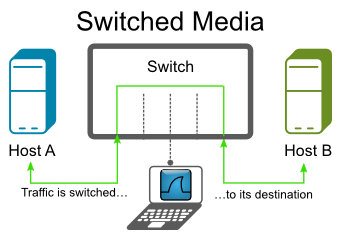 Switched Media
Switch
Host A
Host B
Traffic is switched…
…to its destination